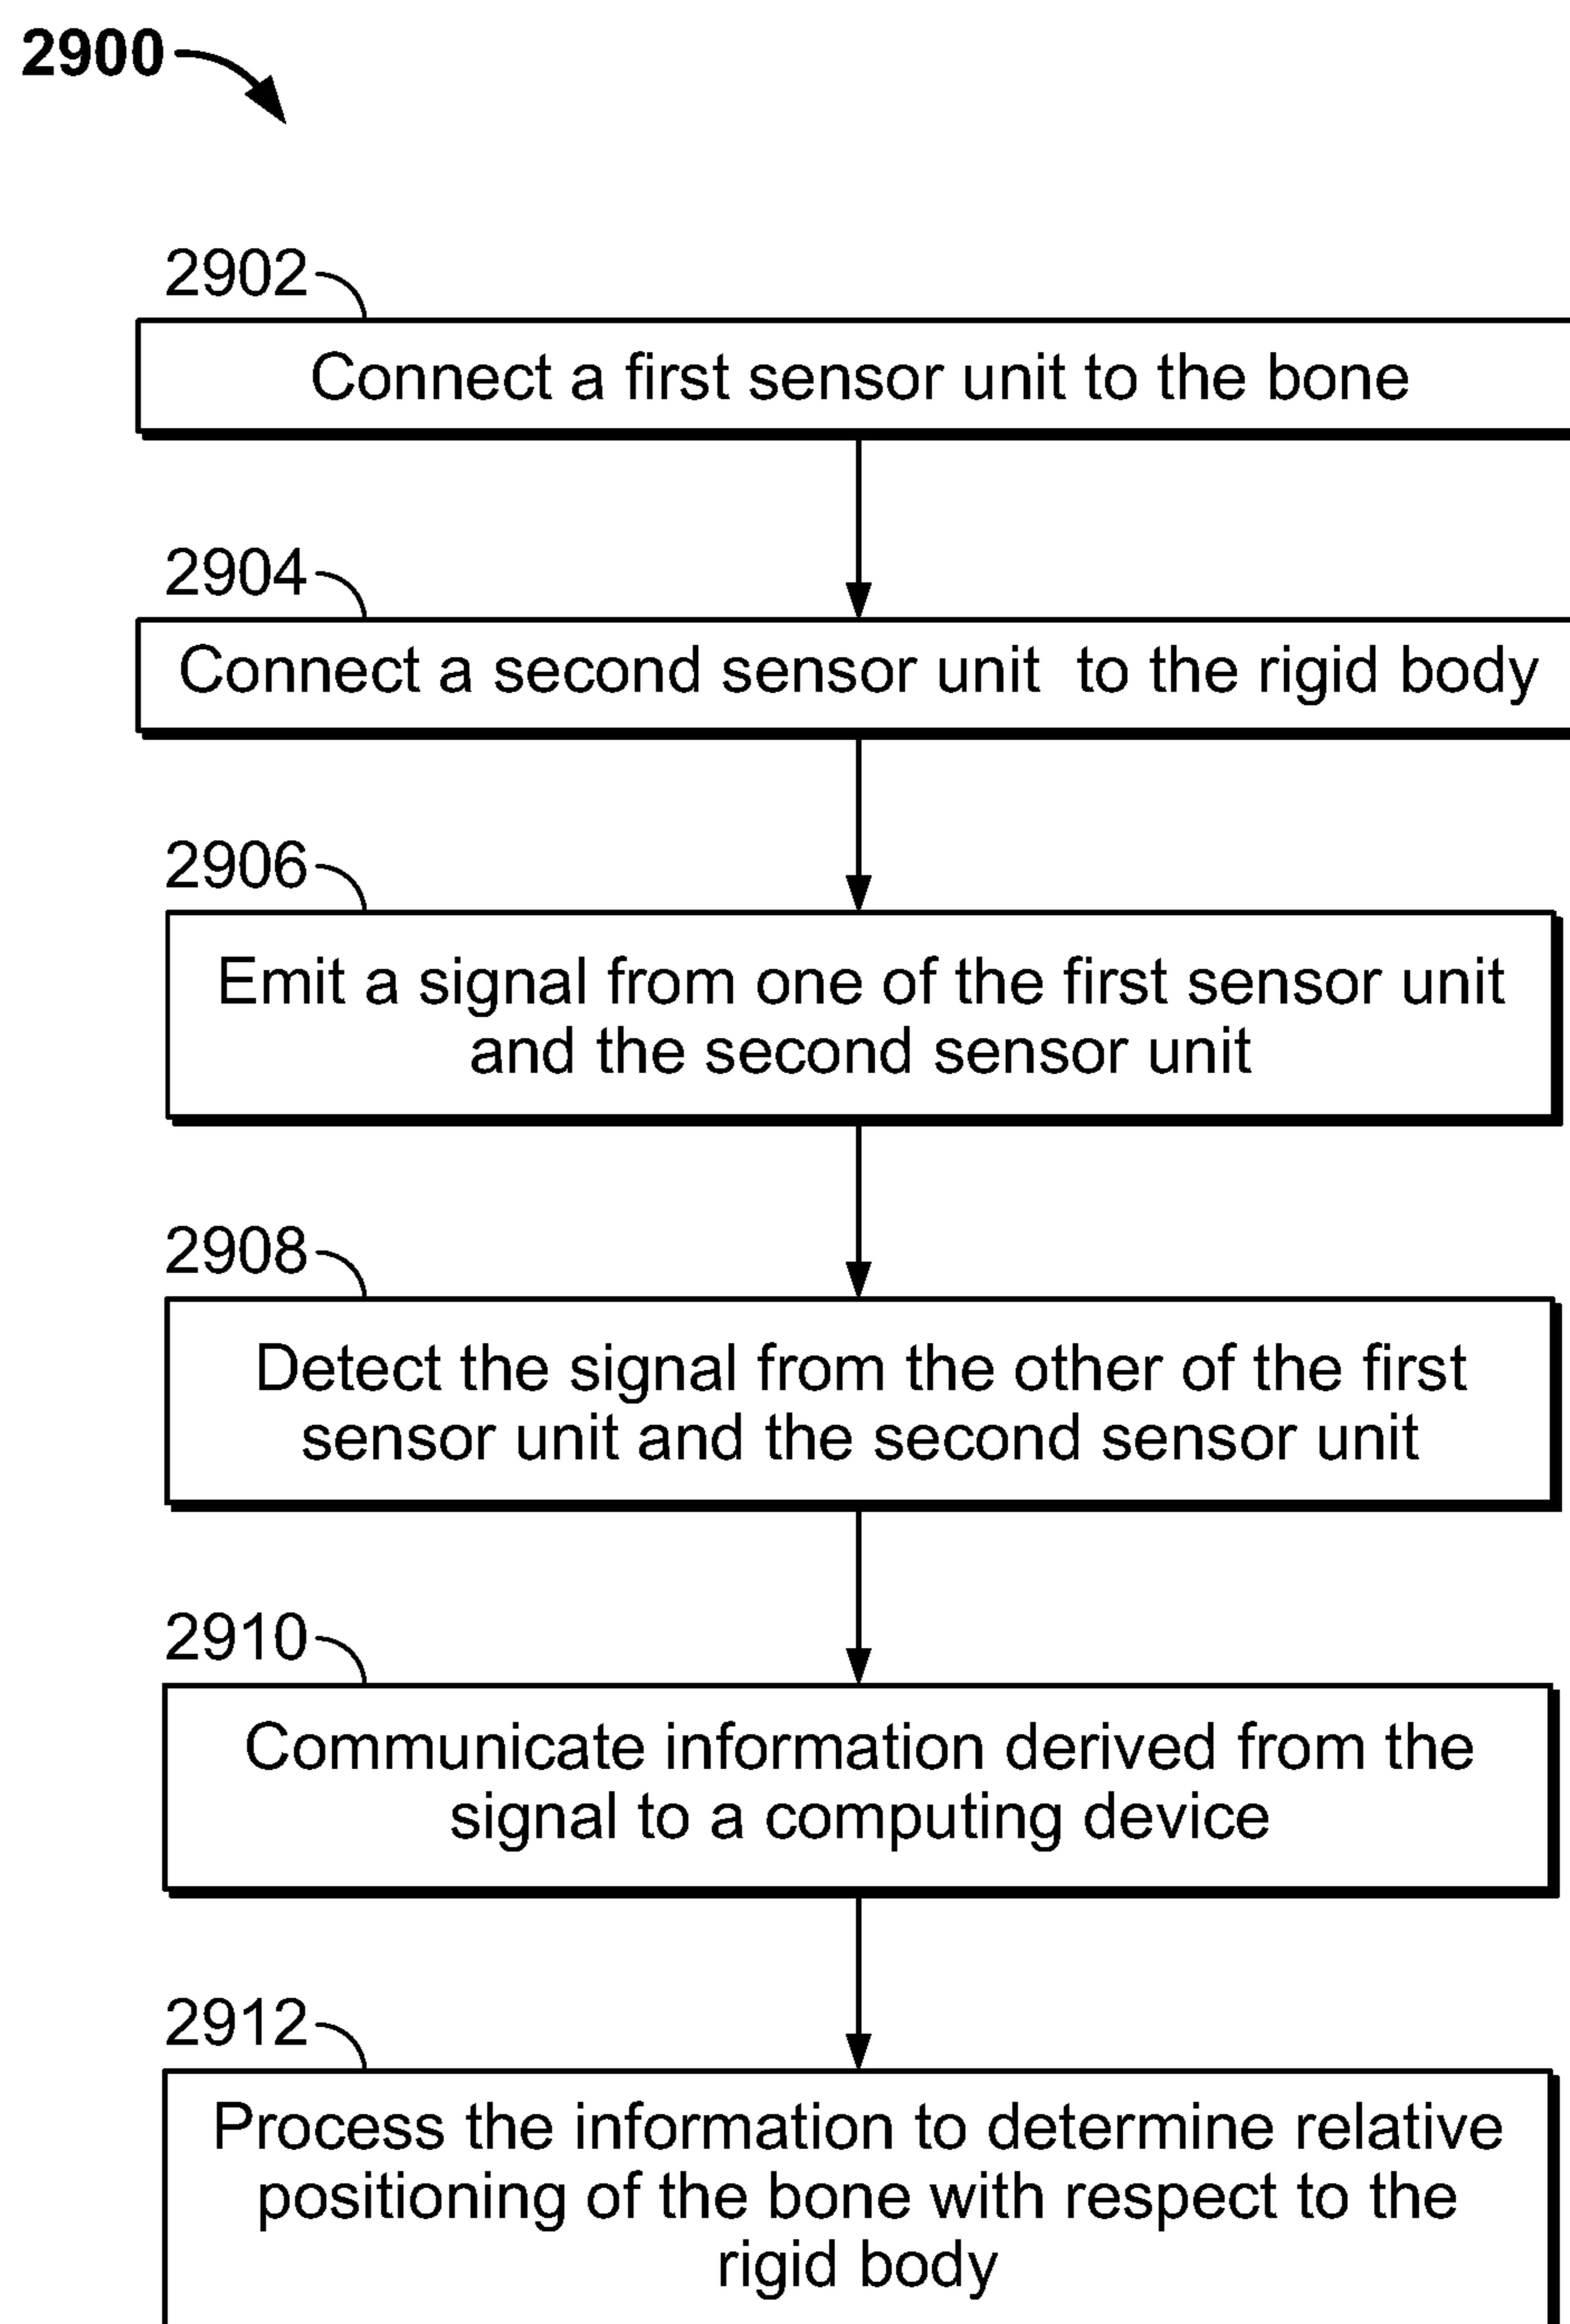 2900
2902
Connect a first sensor unit to the bone
2904
Connect a second sensor unit to the rigid body
2906
Emit a signal from one of the first sensor unit
and the second sensor unit
2908
Detect the signal from the other of the first
sensor unit and the second sensor unit
2910
Communicate information derived from the
signal to a computing device
2912
Process the information to determine relative
positioning of the bone with respect to the
rigid body